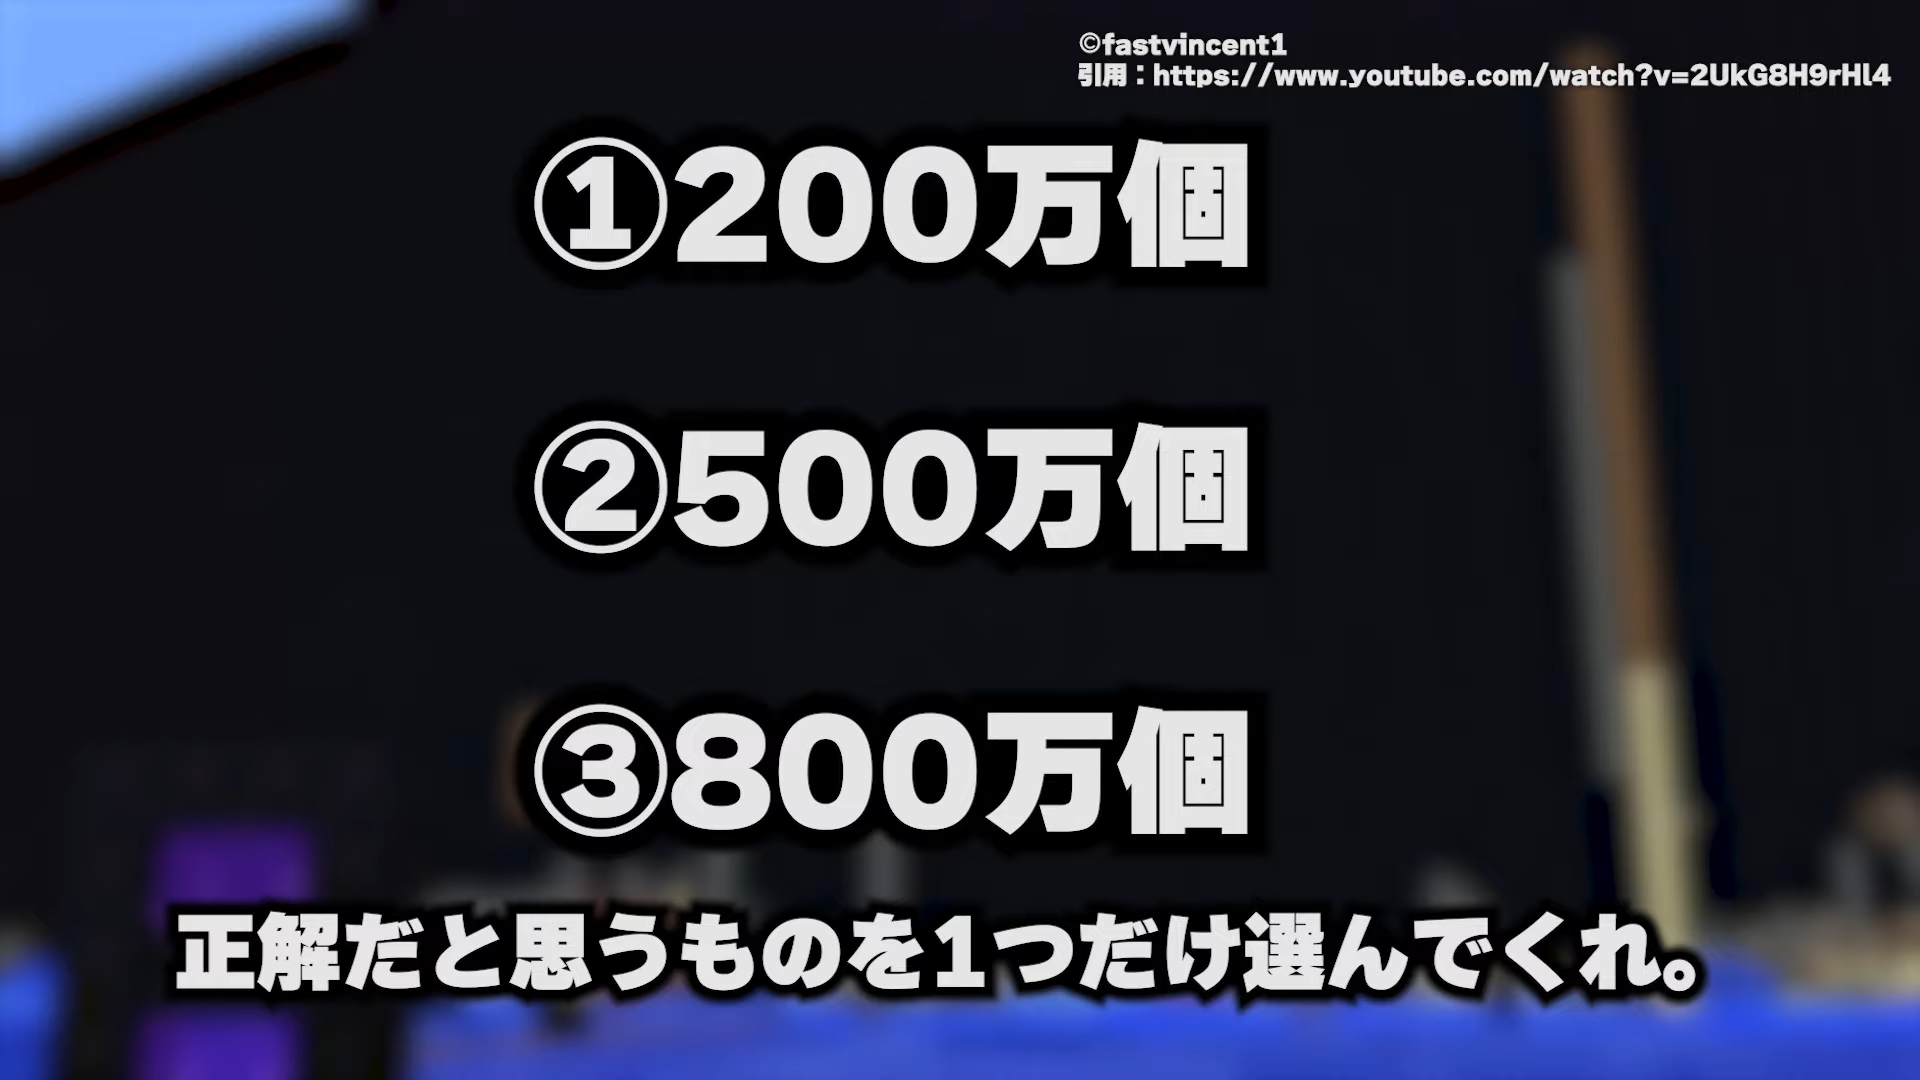 ©fastvincent1
引用：https://www.youtube.com/watch?v=2UkG8H9rHl4
①200万個
②500万個
③800万個
正解だと思うものを1つだけ選んでくれ。